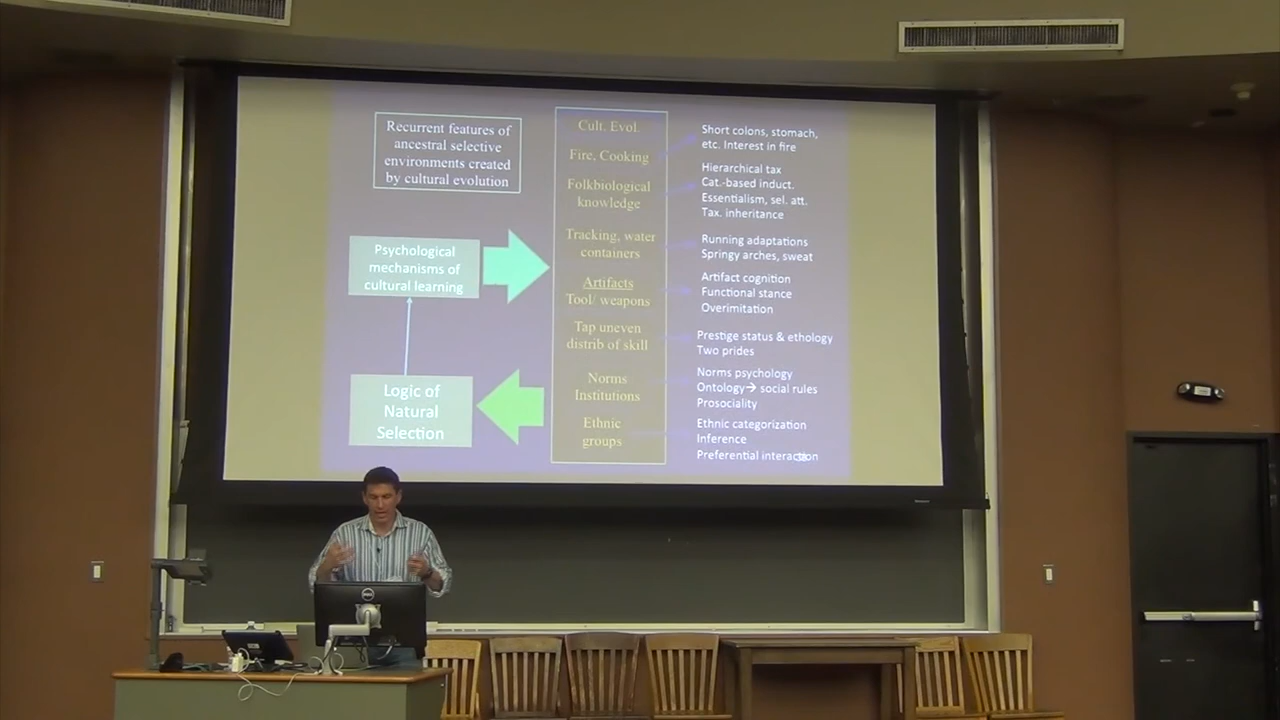 Recurrent features of
ancestral selective
environments created
by cultural evolution
Psychological
mechanisms of
cultural learning
Logic of
Natural
Selection
Cult. Evol.
Fire, Cooking
Folkbiological
knowledge
Tracking, water
containers
Artifacts
Tool/ weapons
Tap uneven
distrib of skill
Norms
Institutions
Ethnic
groups
Short colons, stomach,
etc. Interest in fire
Hierarchical tax
Cat.-based induct.
Essentialism, sel. att.
Tax. inheritance
Running adaptations
Springy arches, sweat
Artifact cognition
Functional stance
Overimitation
Prestige status & ethology
Two prides
Norms psychology
Ontology→ social rules
Prosociality
Ethnic categorization
Inference
Preferential interaction
DELL